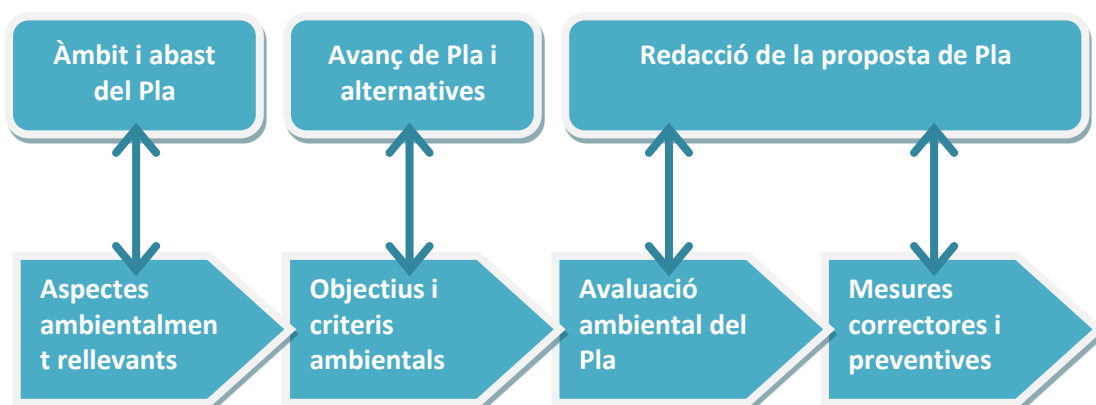 Àmbit i abast
del Pla
Avanç de Pla i
alternatives
Redacció de la proposta de Pla
Aspectes
ambientalmen
t rellevants
Objectius i
criteris
ambientals
Avaluació
ambiental del
Pla
Mesures
correctores i
preventives